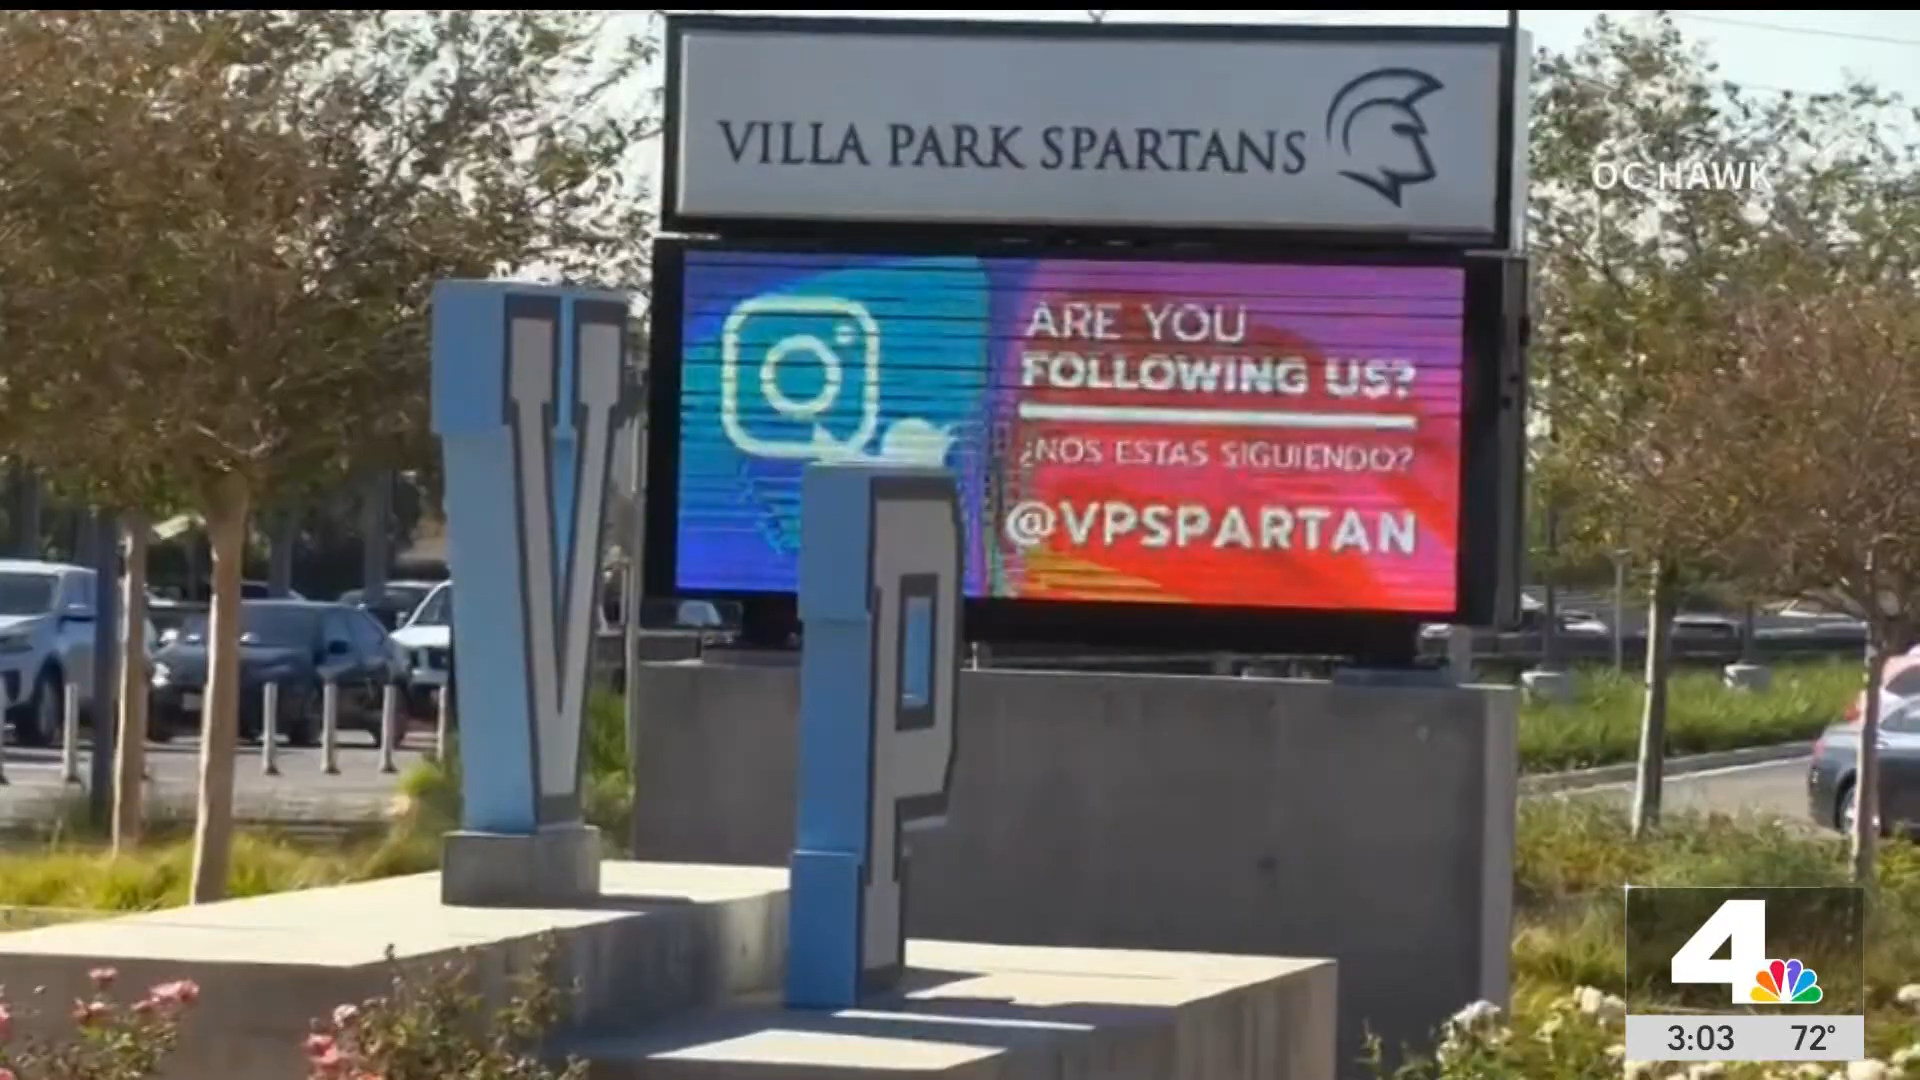 VILLA PARK SPARTANS
OC HAWK
ARE YOU
FOLLOWING US?
¿NOS ESTAS SIGUIENDO?
@VPSPARTAN
VP
4
3:03 72°